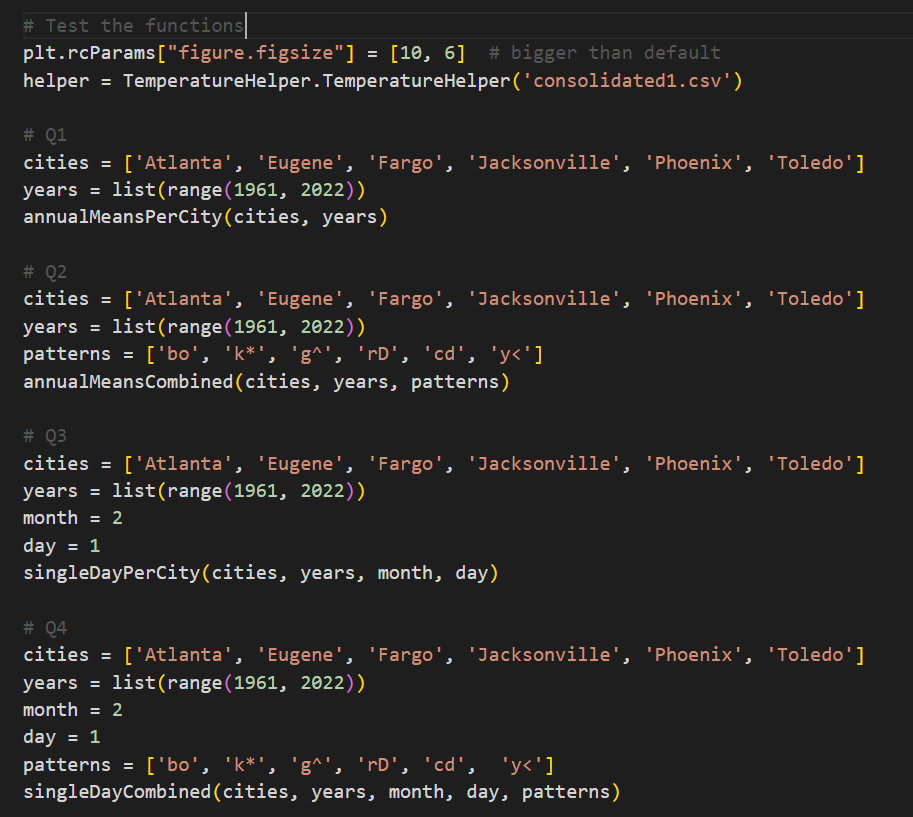 # Test the functions
plt.rcParams["figure.figsize"] = [10, 6]  # bigger than default
helper = TemperatureHelper.TemperatureHelper('consolidated1.csv')
# Q1
cities = ['Atlanta', 'Eugene', 'Fargo', 'Jacksonville', 'Phoenix', 'Toledo']
years = list(range(1961, 2022))
annualMeansPerCity(cities, years)
# Q2
cities = ['Atlanta', 'Eugene', 'Fargo', 'Jacksonville', 'Phoenix', 'Toledo']
years = list(range(1961, 2022))
patterns = ['bo', 'k*', 'g^', 'rD', 'cd', 'y<']
annualMeansCombined(cities, years, patterns)
# Q3
cities = ['Atlanta', 'Eugene', 'Fargo', 'Jacksonville', 'Phoenix', 'Toledo']
years = list(range(1961, 2022))
month = 2
day = 1
singleDayPerCity(cities, years, month, day)
# Q4
cities = ['Atlanta', 'Eugene', 'Fargo', 'Jacksonville', 'Phoenix', 'Toledo']
years = list(range(1961, 2022))
month = 2
day = 1
patterns = ['bo', 'k*', 'g^', 'rD', 'cd',  'y<']
singleDayCombined(cities, years, month, day, patterns)